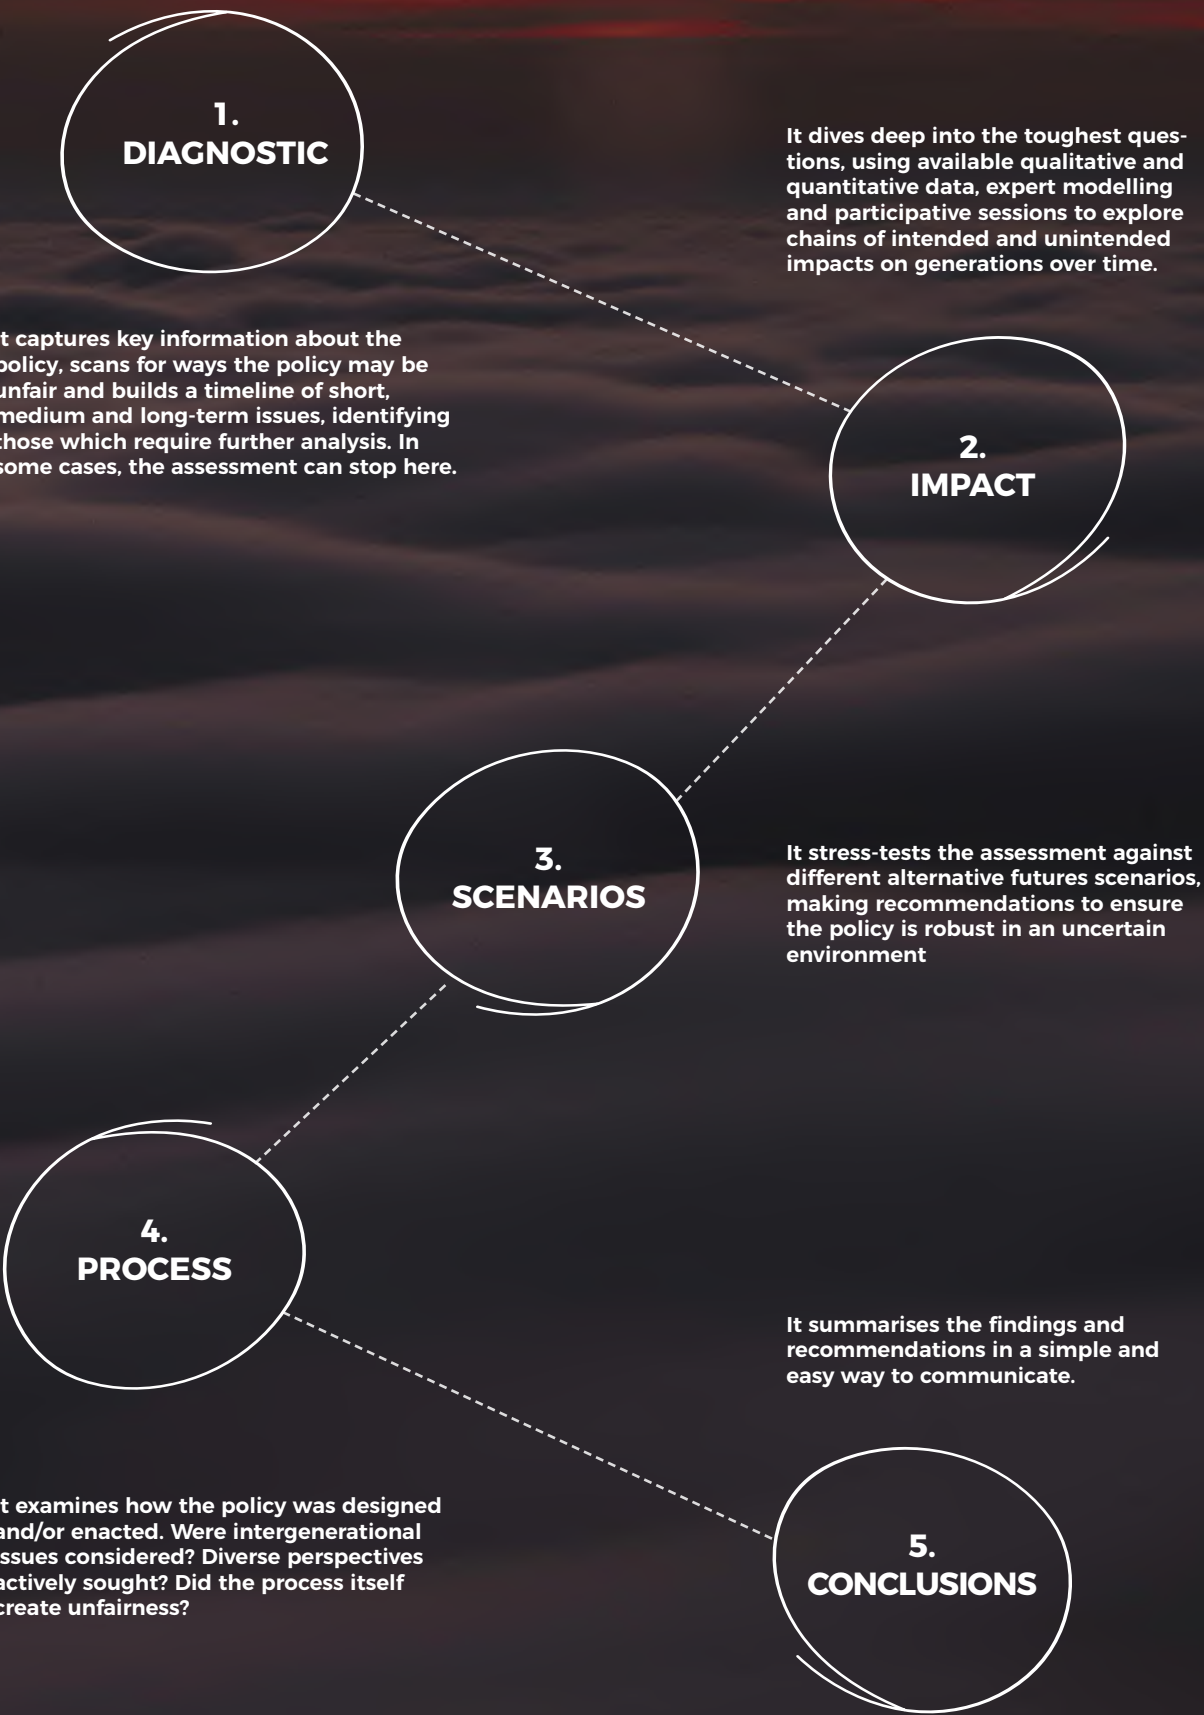 1.
DIAGNOSTIC
t captures key information about the
policy, scans for ways the policy may be
unfair and builds a timeline of short,
medium and long-term issues, identifying
those which require further analysis. In
some cases, the assessment can stop here.
It dives deep into the toughest ques-
tions, using available qualitative and
quantitative data, expert modelling
and participative sessions to explore
chains of intended and unintended
impacts on generations over time.
2.
IMPACT
3.
SCENARIOS
It stress-tests the assessment against
different alternative futures scenarios,
making recommendations to ensure
the policy is robust in an uncertain
environment
4.
PROCESS
t examines how the policy was designed
and/or enacted. Were intergenerational
issues considered? Diverse perspectives
actively sought? Did the process itself
create unfairness?
It summarises the findings and
recommendations in a simple and
easy way to communicate.
5.
CONCLUSIONS